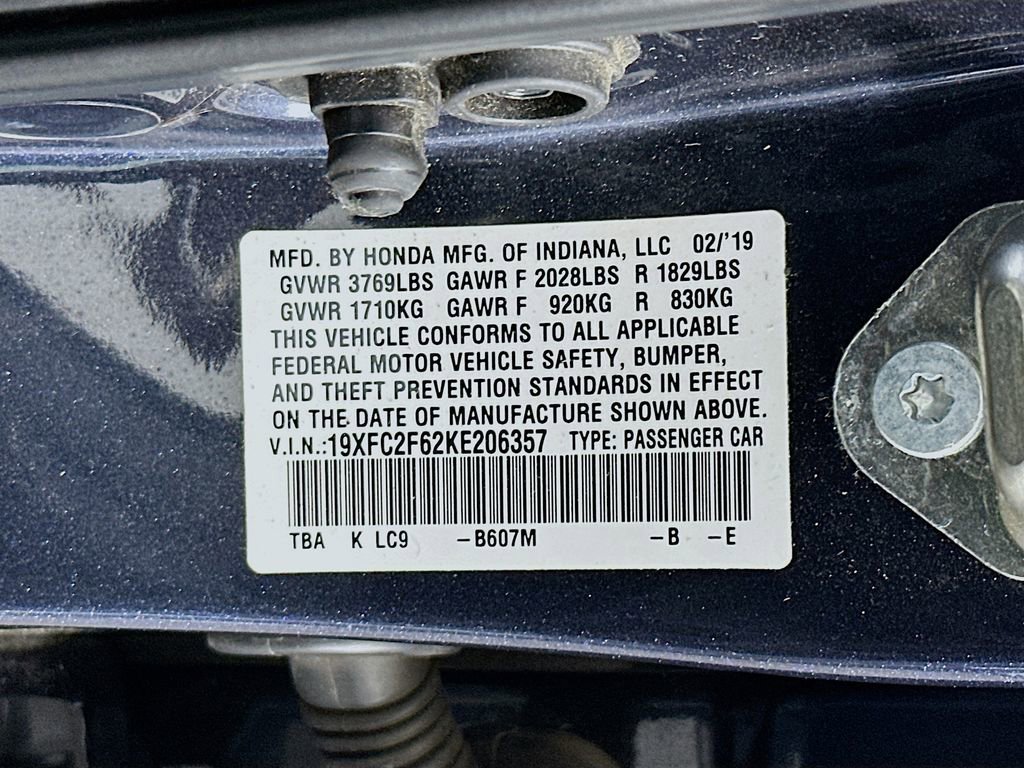 MFD. BY HONDA MFG. OF INDIANA, LLC 02/'19
GVWR 3769LBS GAWR F 2028LBS R 1829LBS
GVWR 1710KG GAWR F 920KG R 830KG
THIS VEHICLE CONFORMS TO ALL APPLICABLE
FEDERAL MOTOR VEHICLE SAFETY, BUMPER,
AND THEFT PREVENTION STANDARDS IN EFFECT
ON THE DATE OF MANUFACTURE SHOWN ABOVE.
V.I.N.:19XFC2F62KE206357 TYPE: PASSENGER CAR
TBA K LC9 -B607M -B -E